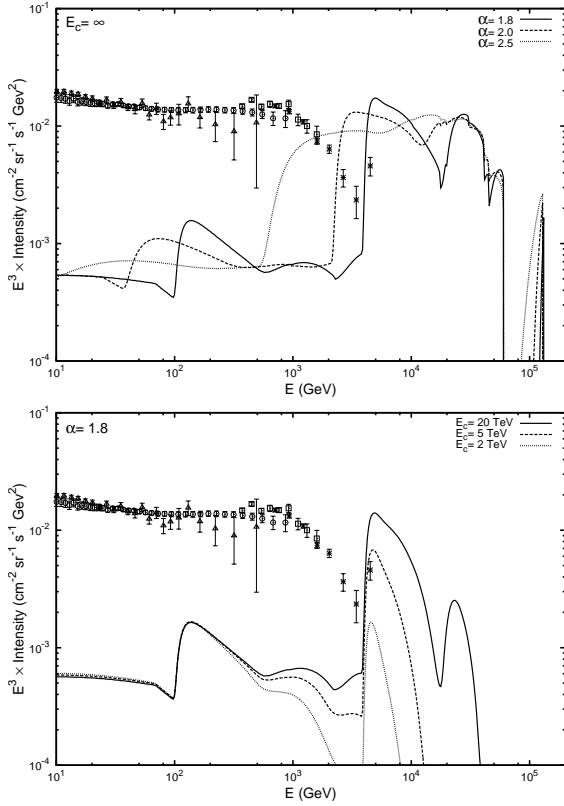 E_c = ∞
α = 1.8
α = 2.0
α = 2.5
10^-1
10^-2
10^-3
10^-4
E^3 × Intensity (cm^-2 sr^-1 s^-1 GeV^2)
10^1 10^2 10^3 10^4 10^5
E (GeV)
α = 1.8
E_c = 20 TeV
E_c = 5 TeV
E_c = 2 TeV
10^-1
10^-2
10^-3
10^-4
E^3 × Intensity (cm^-2 sr^-1 s^-1 GeV^2)
10^1 10^2 10^3 10^4 10^5
E (GeV)